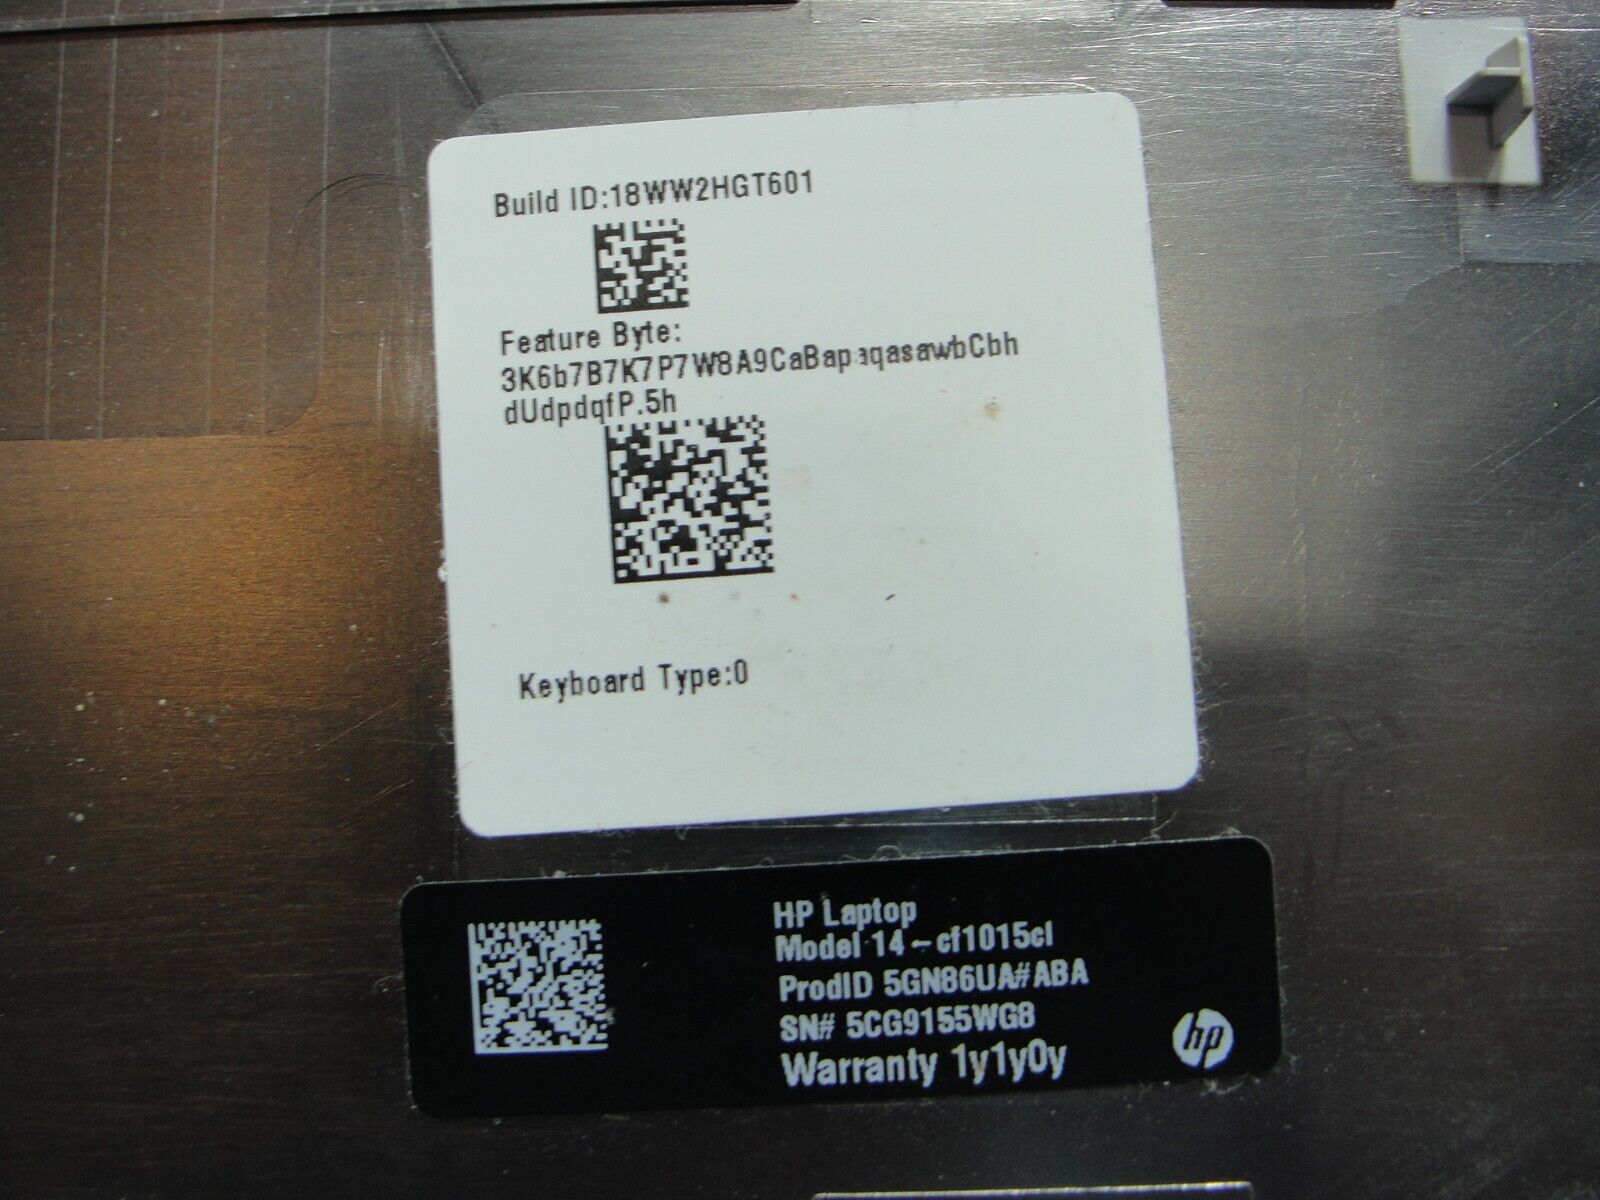 Build ID:18WW2HGT601
Feature Byte:
3K6b7B7K7P7W8A9CaBapaqasawbCbh
dUdpdqfP.5h
Keyboard Type:0
HP Laptop
Model 14-cf1015cl
ProdID 5GN86UA#ABA
SN# 5CG9155WG8
Warranty 1y1y0y
hp